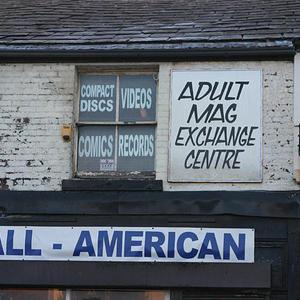 COMPACT
DISCS
VIDEOS
COMICS
RECORDS
ADULT
MAG
EXCHANGE
CENTRE
ALL - AMERICAN